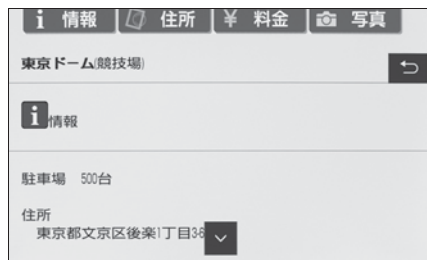 i 情報 住所 ¥ 料金 写真
東京ドーム(競技場)
i 情報
駐車場 500台
住所
東京都文京区後楽1丁目3-6